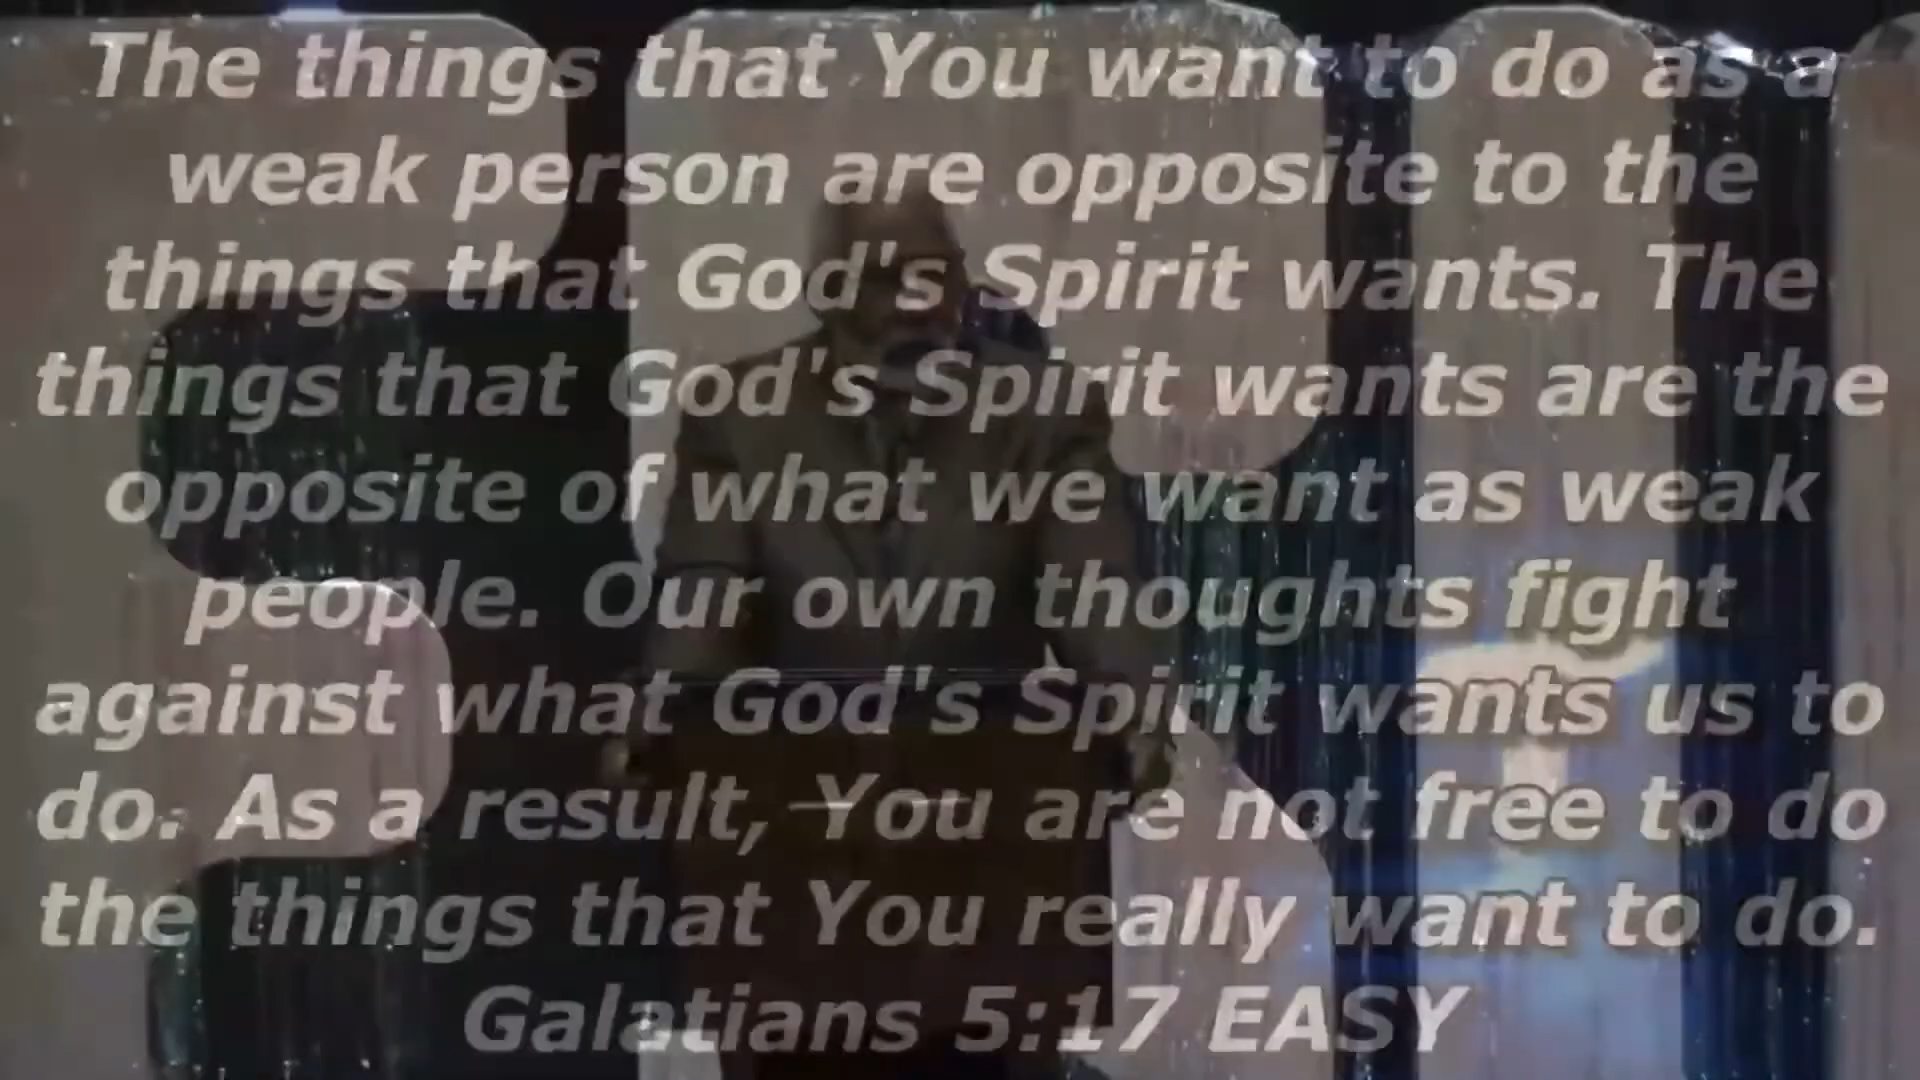 The things that You want to do as a
weak person are opposite to the
things that God's Spirit wants. The
things that God's Spirit wants are the
opposite of what we want as weak
people. Our own thoughts fight
against what God's Spirit wants us to
do. As a result, You are not free to do
the things that You really want to do.
Galatians 5:17 EASY